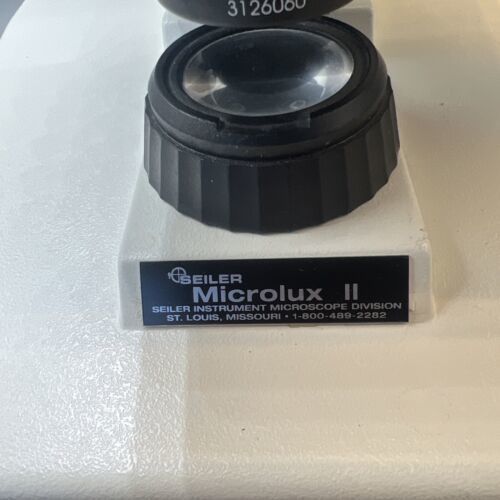 3126060
SEILER
Microlux II
SEILER INSTRUMENT MICROSCOPE DIVISION
ST. LOUIS, MISSOURI • 1-800-489-2282